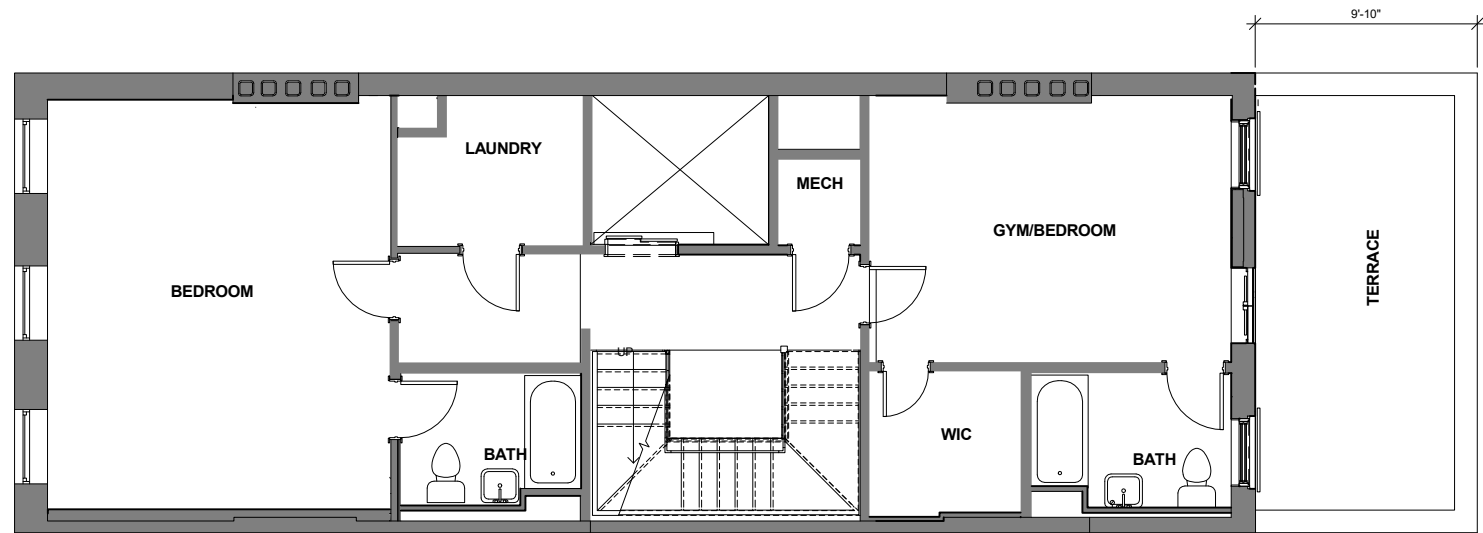 9'-10"
LAUNDRY
MECH
GYM/BEDROOM
BEDROOM
TERRACE
UP
WIC
BATH
BATH